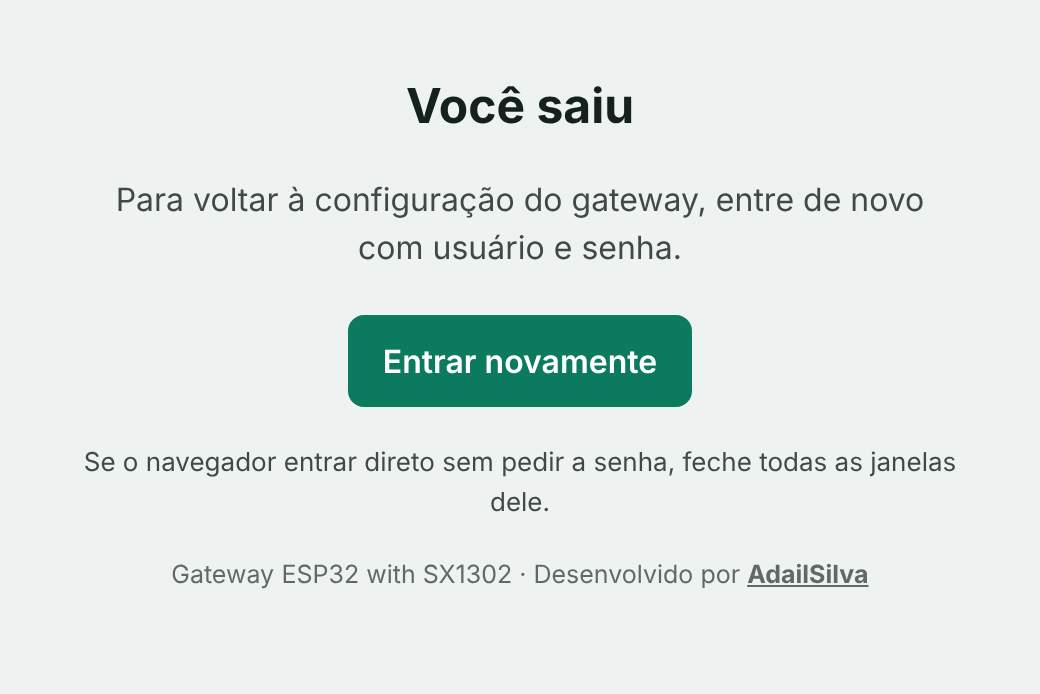 Você saiu
Para voltar à configuração do gateway, entre de novo
com usuário e senha.
Entrar novamente
Se o navegador entrar direto sem pedir a senha, feche todas as janelas
dele.
Gateway ESP32 with SX1302 · Desenvolvido por AdailSilva